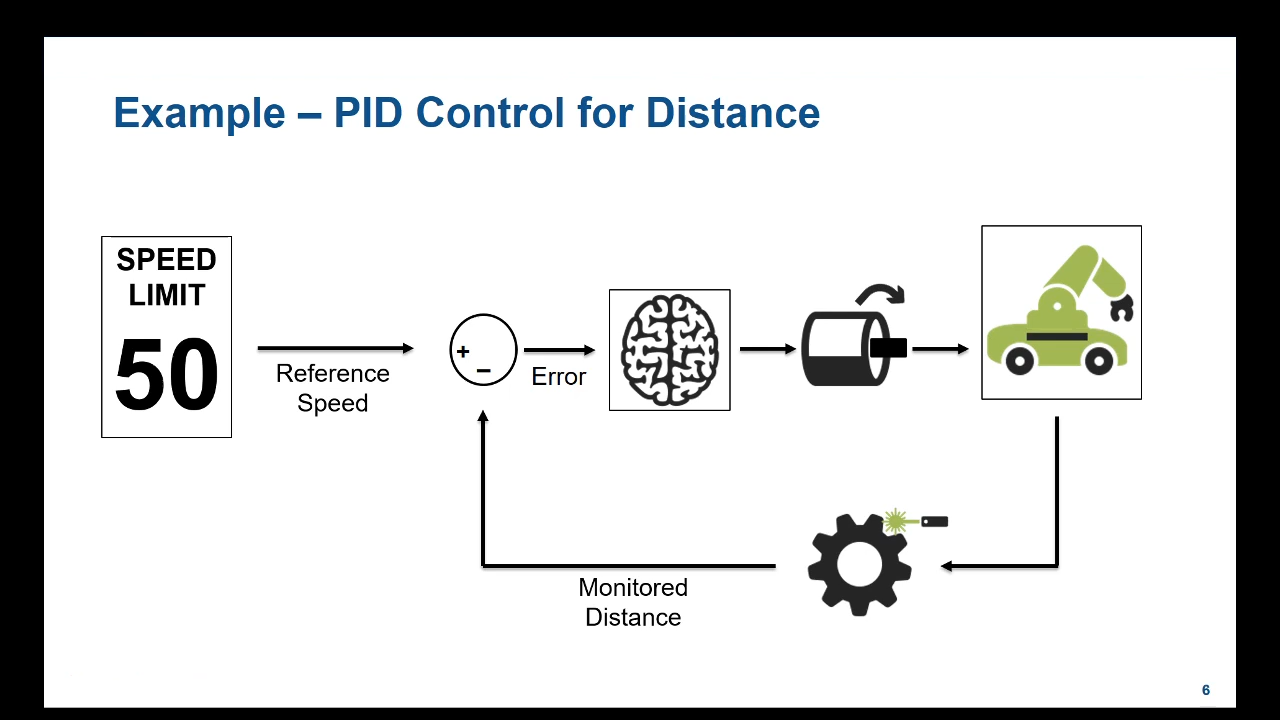 Example – PID Control for Distance
SPEED
LIMIT
50
Reference
Speed
+
–
Error
Monitored
Distance
6